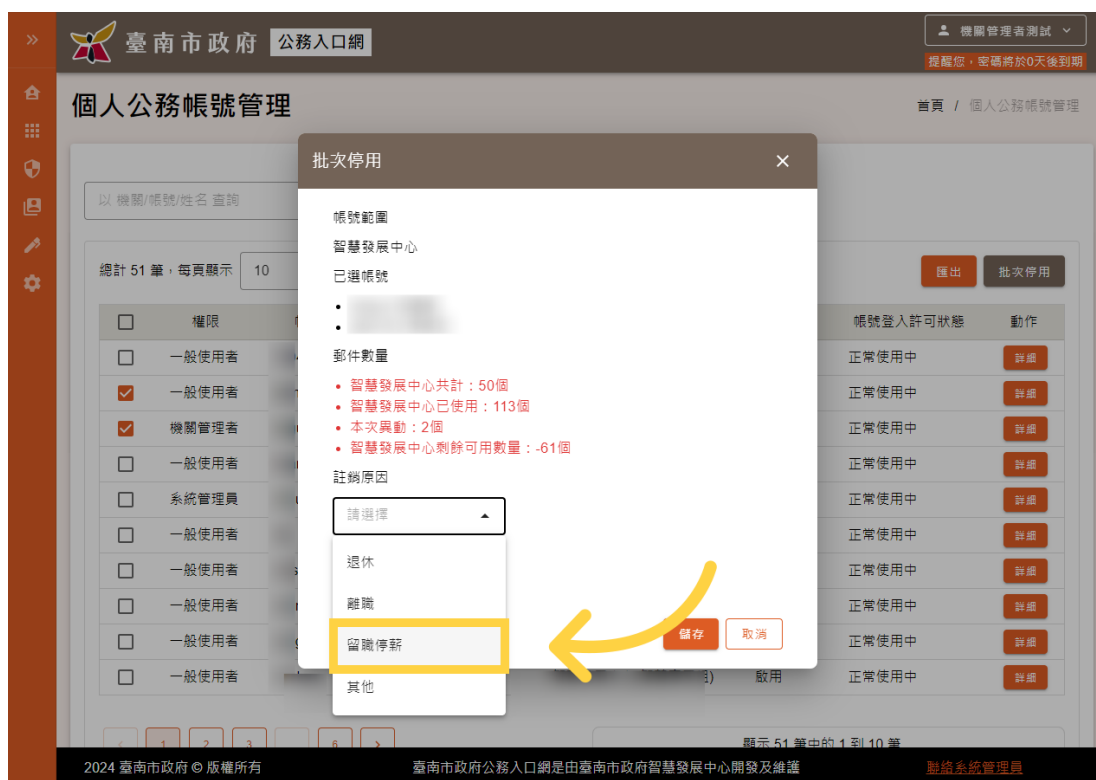 臺南市政府 公務入口網
機關管理者測試
提醒您，密碼將於0天後到期
個人公務帳號管理
首頁 / 個人公務帳號管理
批次停用
以 機關/帳號/姓名 查詢
帳號範圍
智慧發展中心
已選帳號
總計 51 筆，每頁顯示 10
匯出
批次停用
權限
帳號登入許可狀態
動作
郵件數量
智慧發展中心共計：50個
智慧發展中心已使用：113個
本次異動：2個
智慧發展中心剩餘可用數量：-61個
註銷原因
請選擇
退休
離職
留職停薪
其他
儲存
取消
一般使用者 正常使用中 詳細
一般使用者 正常使用中 詳細
機關管理者 正常使用中 詳細
一般使用者 正常使用中 詳細
系統管理員 正常使用中 詳細
一般使用者 正常使用中 詳細
一般使用者 正常使用中 詳細
一般使用者 正常使用中 詳細
一般使用者 正常使用中 詳細
一般使用者 啟用 正常使用中 詳細
1 2 3 6
顯示 51 筆中的 1 到 10 筆
2024 臺南市政府 © 版權所有
臺南市政府公務入口網是由臺南市政府智慧發展中心開發及維護
聯絡系統管理員